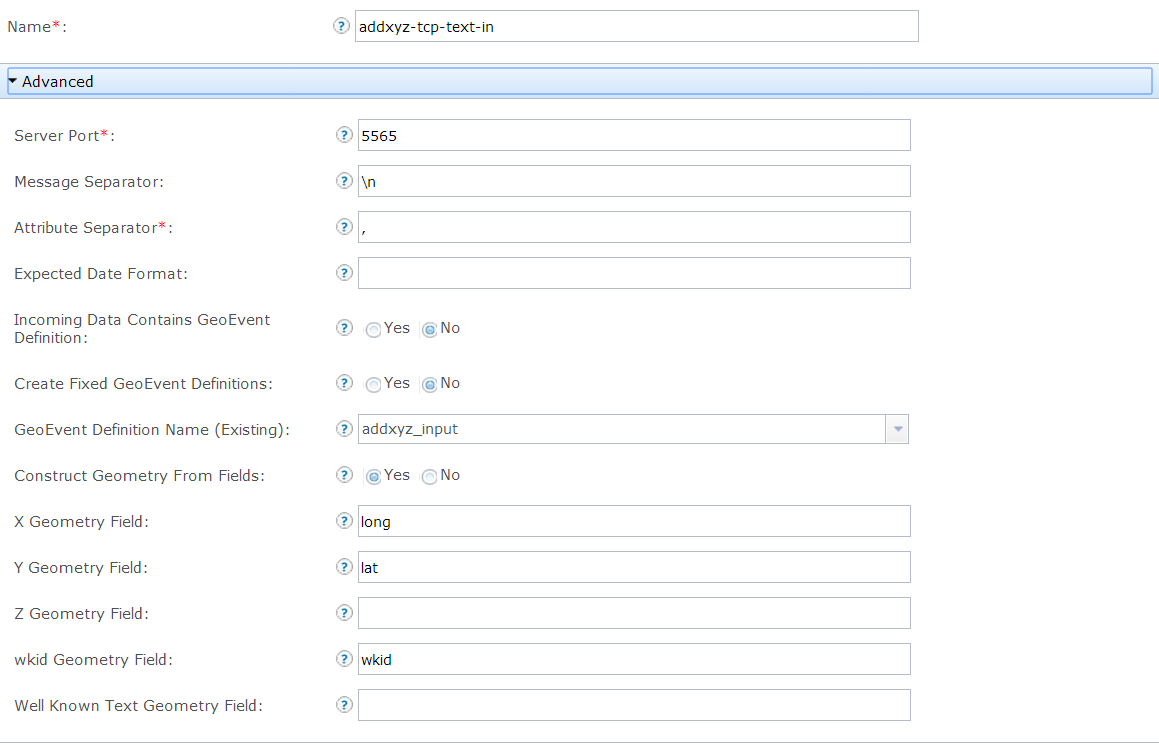 Name*: ? addxyz-tcp-text-in
Advanced
Server Port*: ? 5565
Message Separator: ? \n
Attribute Separator*: ? ,
Expected Date Format: ?
Incoming Data Contains GeoEvent
Definition: ? Yes No
Create Fixed GeoEvent Definitions: ? Yes No
GeoEvent Definition Name (Existing): ? addxyz_input
Construct Geometry From Fields: ? Yes No
X Geometry Field: ? long
Y Geometry Field: ? lat
Z Geometry Field: ?
wkid Geometry Field: ? wkid
Well Known Text Geometry Field: ?